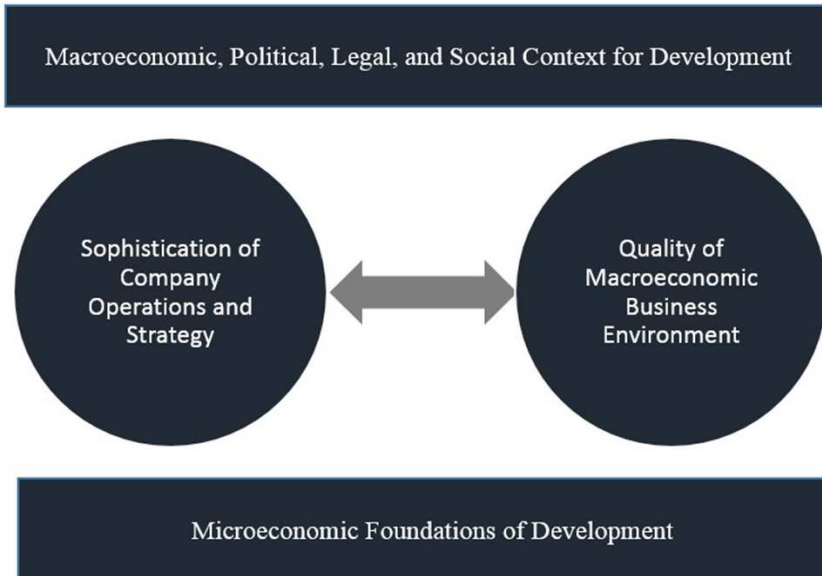 Macroeconomic, Political, Legal, and Social Context for Development
Sophistication of
Company
Operations and
Strategy
Quality of
Macroeconomic
Business
Environment
Microeconomic Foundations of Development